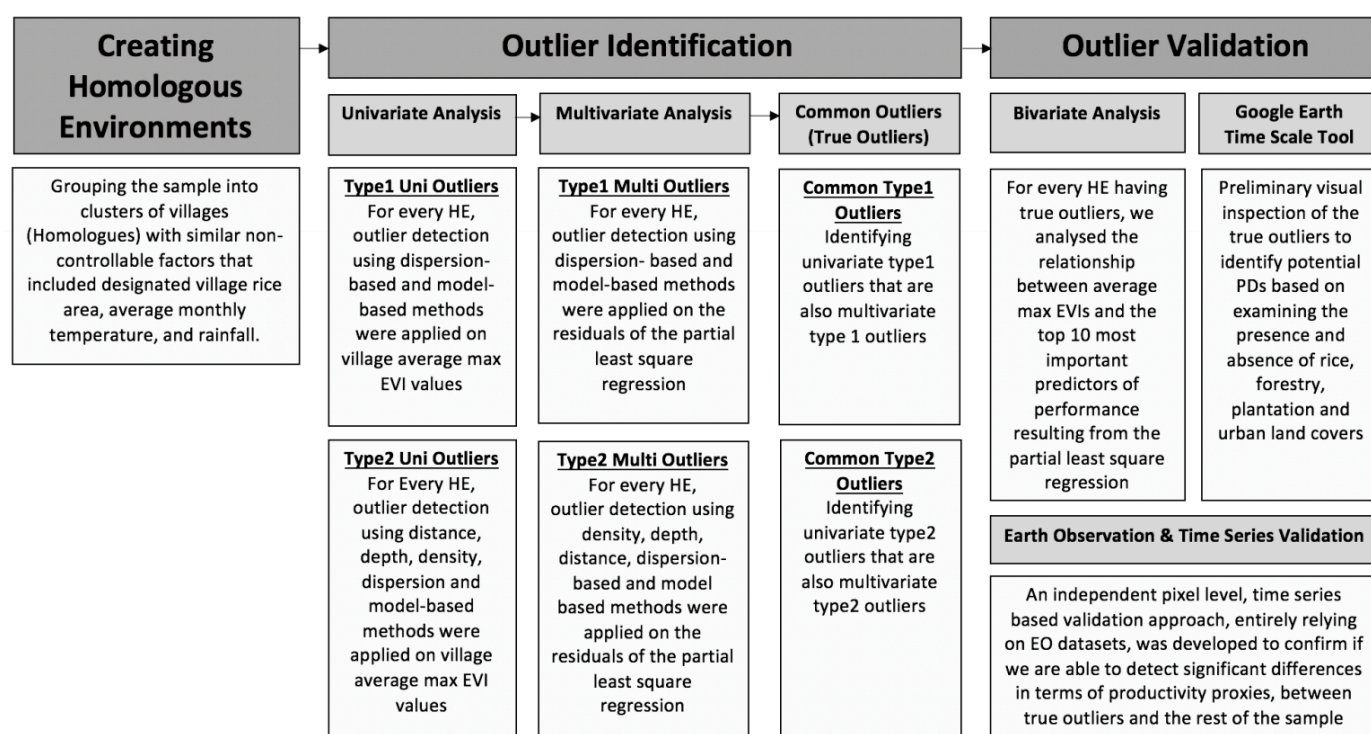 Creating
Homologous
Environments
Grouping the sample into
clusters of villages
(Homologues) with similar non-
controllable factors that
included designated village rice
area, average monthly
temperature, and rainfall.
Outlier Identification
Univariate Analysis
Type1 Uni Outliers
For every HE,
outlier detection
using dispersion-
based and model-
based methods
were applied on
village average max
EVI values
Type2 Uni Outliers
For Every HE,
outlier detection
using distance,
depth, density,
dispersion and
model-based
methods were
applied on village
average max EVI
values
Multivariate Analysis
Type1 Multi Outliers
For every HE,
outlier detection using
dispersion- based and
model-based methods
were applied on the
residuals of the partial
least square
regression
Type2 Multi Outliers
For every HE,
outlier detection using
density, depth,
distance, dispersion-
based and model
based methods were
applied on the
residuals of the partial
least square
regression
Common Outliers
(True Outliers)
Common Type1
Outliers
Identifying
univariate type1
outliers that are
also multivariate
type 1 outliers
Common Type2
Outliers
Identifying
univariate type2
outliers that are
also multivariate
type2 outliers
Outlier Validation
Bivariate Analysis
For every HE having
true outliers, we
analysed the
relationship
between average
max EVIs and the
top 10 most
important
predictors of
performance
resulting from the
partial least square
regression
Google Earth
Time Scale Tool
Preliminary visual
inspection of the
true outliers to
identify potential
PDs based on
examining the
presence and
absence of rice,
forestry,
plantation and
urban land covers
Earth Observation & Time Series Validation
An independent pixel level, time series
based validation approach, entirely relying
on EO datasets, was developed to confirm if
we are able to detect significant differences
in terms of productivity proxies, between
true outliers and the rest of the sample